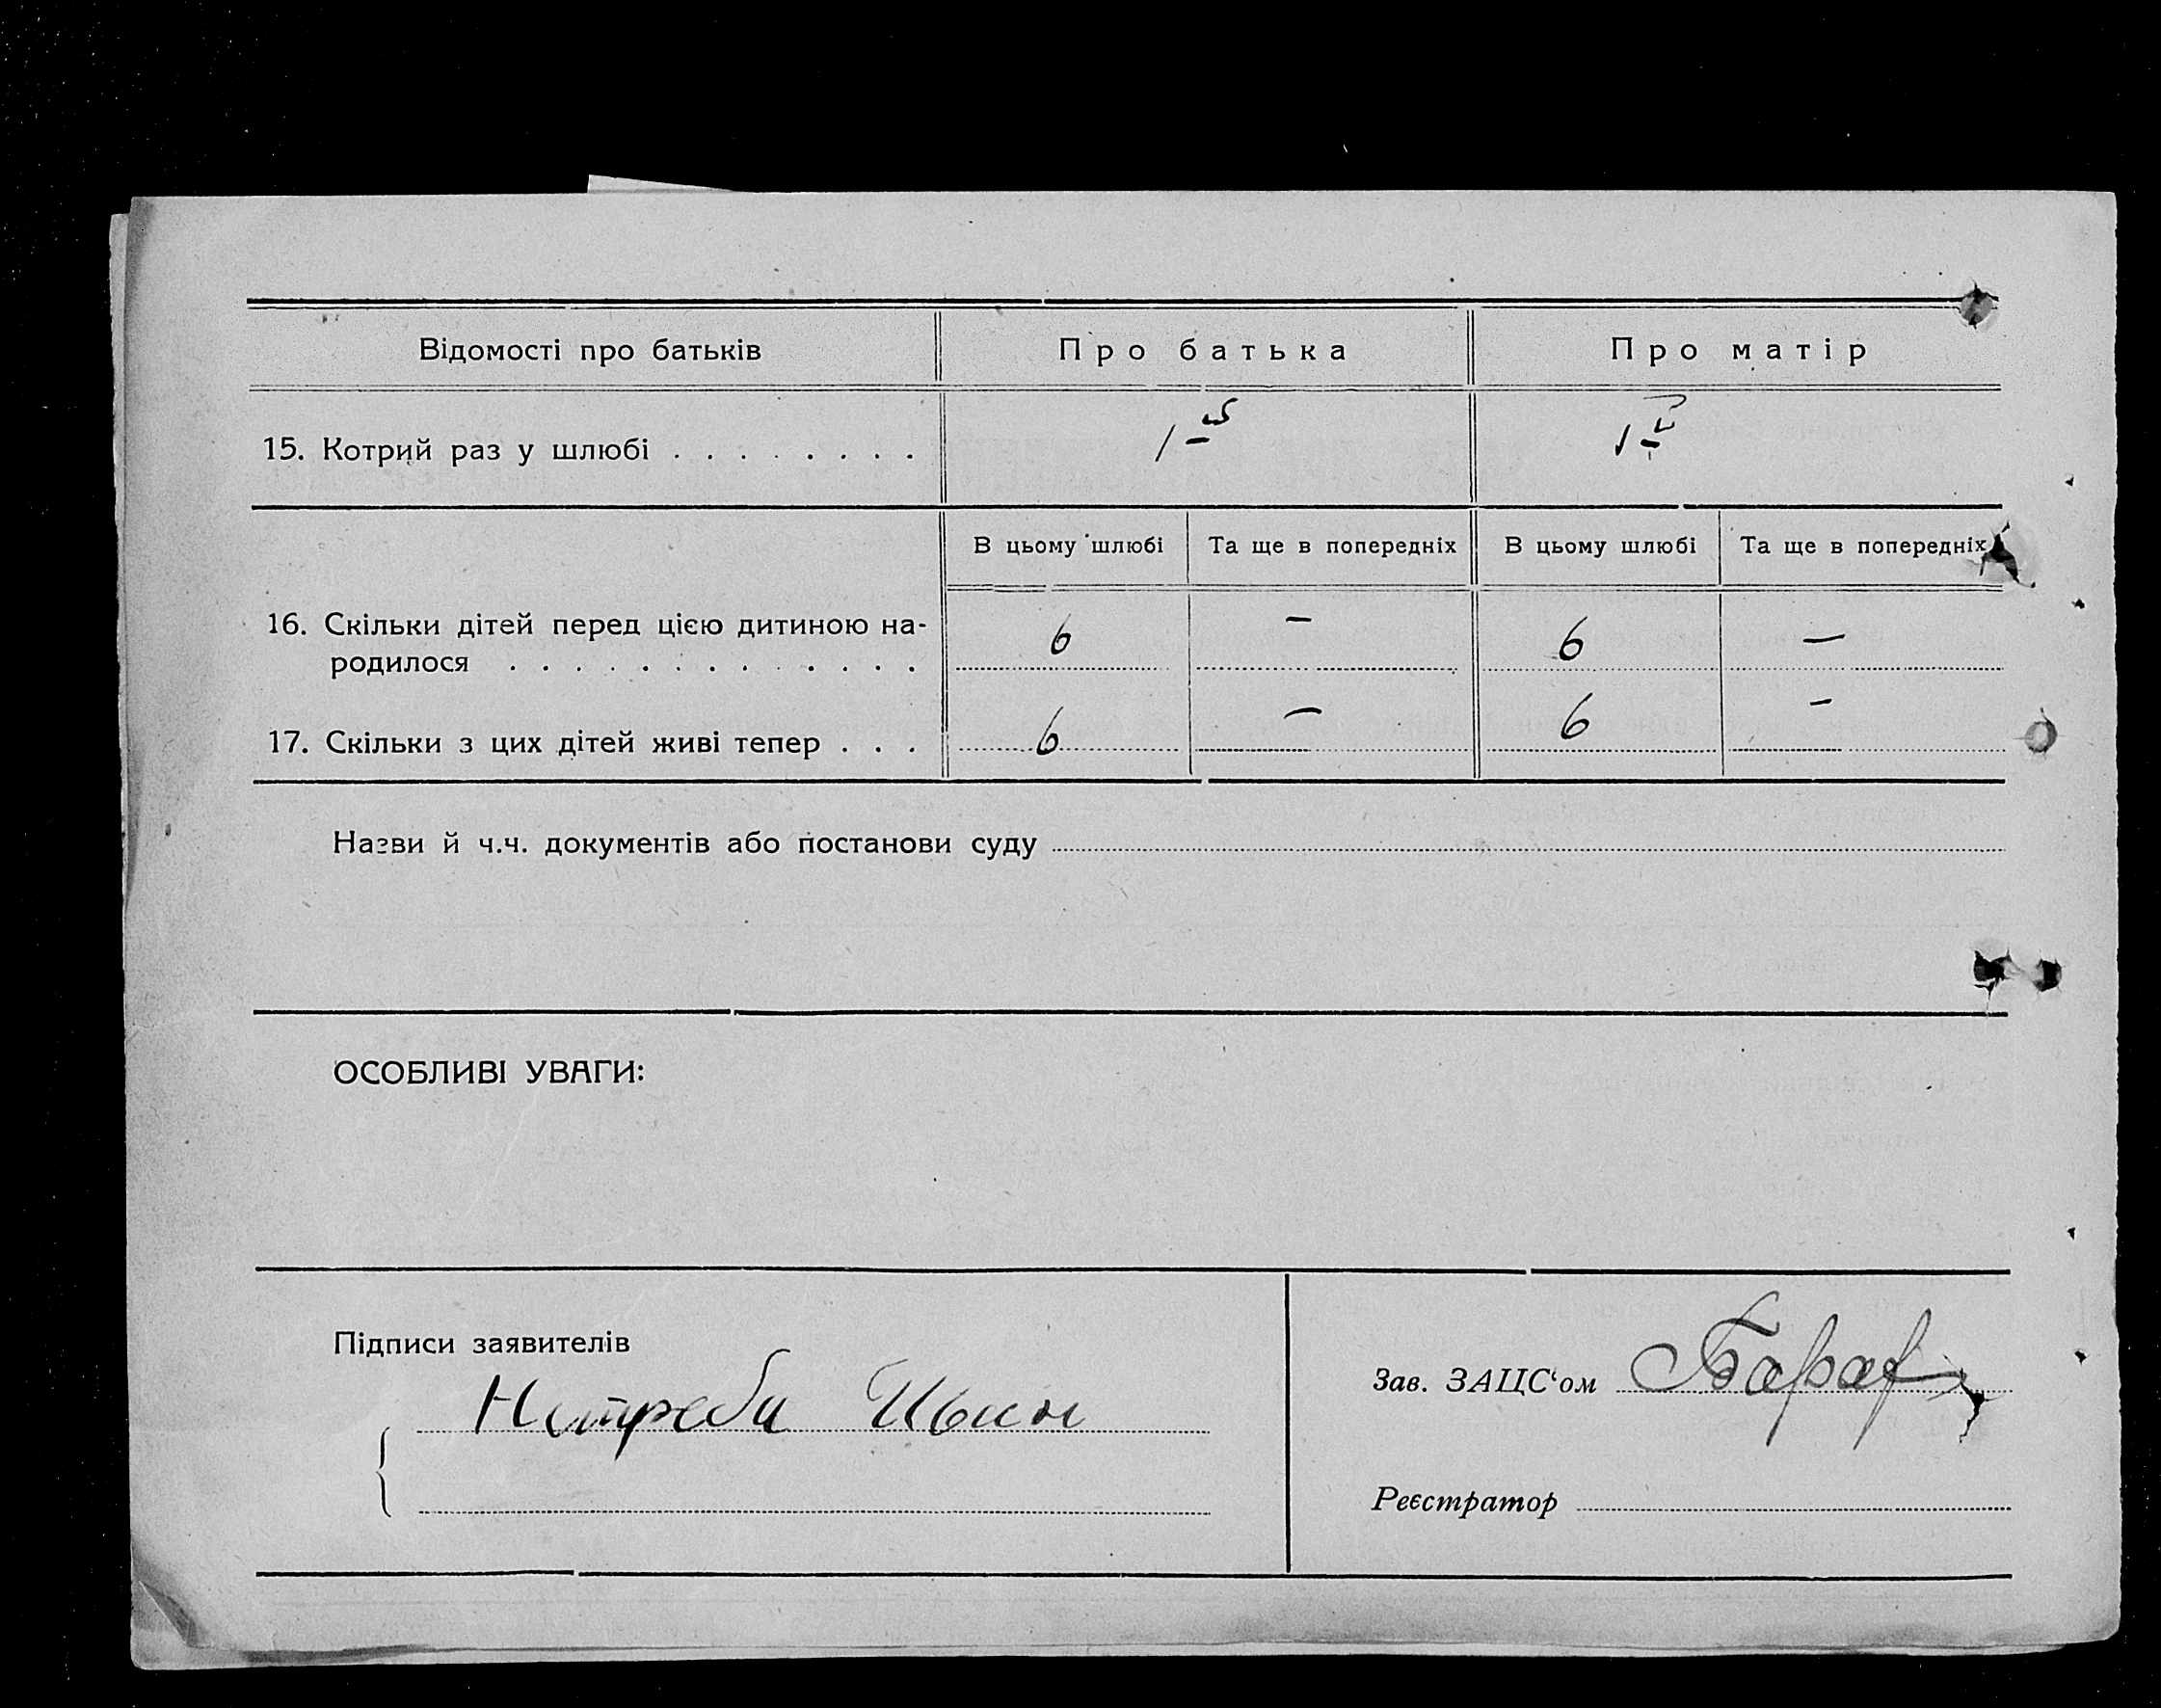 Відомості про батьків Про батька Про матір
15. Котрий раз у шлюбі . . . . . . . . 1-й 1-й
В цьому шлюбі Та ще в попередніх В цьому шлюбі Та ще в попередніх
16. Скільки дітей перед цією дитиною на-
родилося . . . . . . . . . . . . . 6 — 6 —
17. Скільки з цих дітей живі тепер . . . 6 — 6 —
Назви й ч.ч. документів або постанови суду
ОСОБЛИВІ УВАГИ:
Підписи заявителів
Зав. ЗАЦС‘ом
Реєстратор